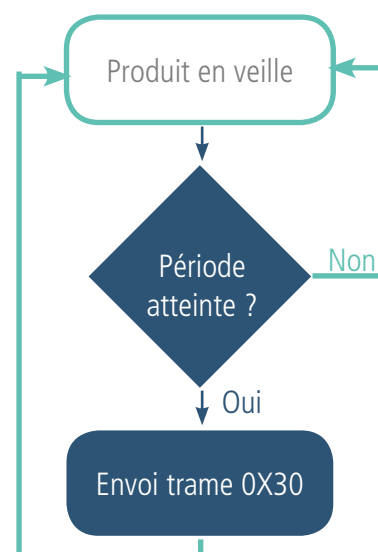 Produit en veille
Période
atteinte ?
Non
Oui
Envoi trame 0X30